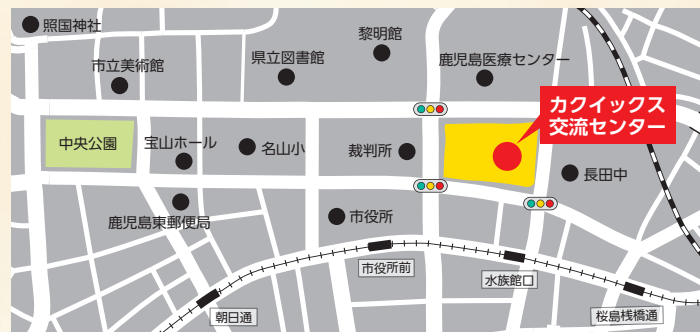 照国神社
黎明館
市立美術館
県立図書館
鹿児島医療センター
カクイックス
交流センター
中央公園
宝山ホール
名山小
裁判所
長田中
鹿児島東郵便局
市役所
市役所前
水族館口
朝日通
桜島桟橋通